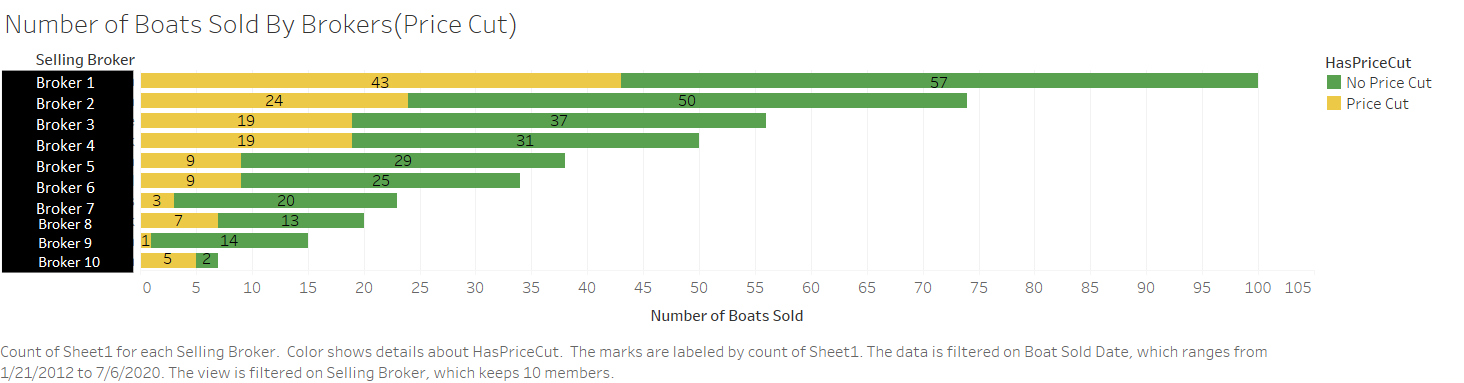 Number of Boats Sold By Brokers(Price Cut)
Selling Broker
HasPriceCut
No Price Cut
Price Cut
Broker 1 43 57
Broker 2 24 50
Broker 3 19 37
Broker 4 19 31
Broker 5 9 29
Broker 6 9 25
Broker 7 3 20
Broker 8 7 13
Broker 9 1 14
Broker 10 5 2
0 5 10 15 20 25 30 35 40 45 50 55 60 65 70 75 80 85 90 95 100 105
Number of Boats Sold
Count of Sheet1 for each Selling Broker.  Color shows details about HasPriceCut.  The marks are labeled by count of Sheet1. The data is filtered on Boat Sold Date, which ranges from
1/21/2012 to 7/6/2020. The view is filtered on Selling Broker, which keeps 10 members.